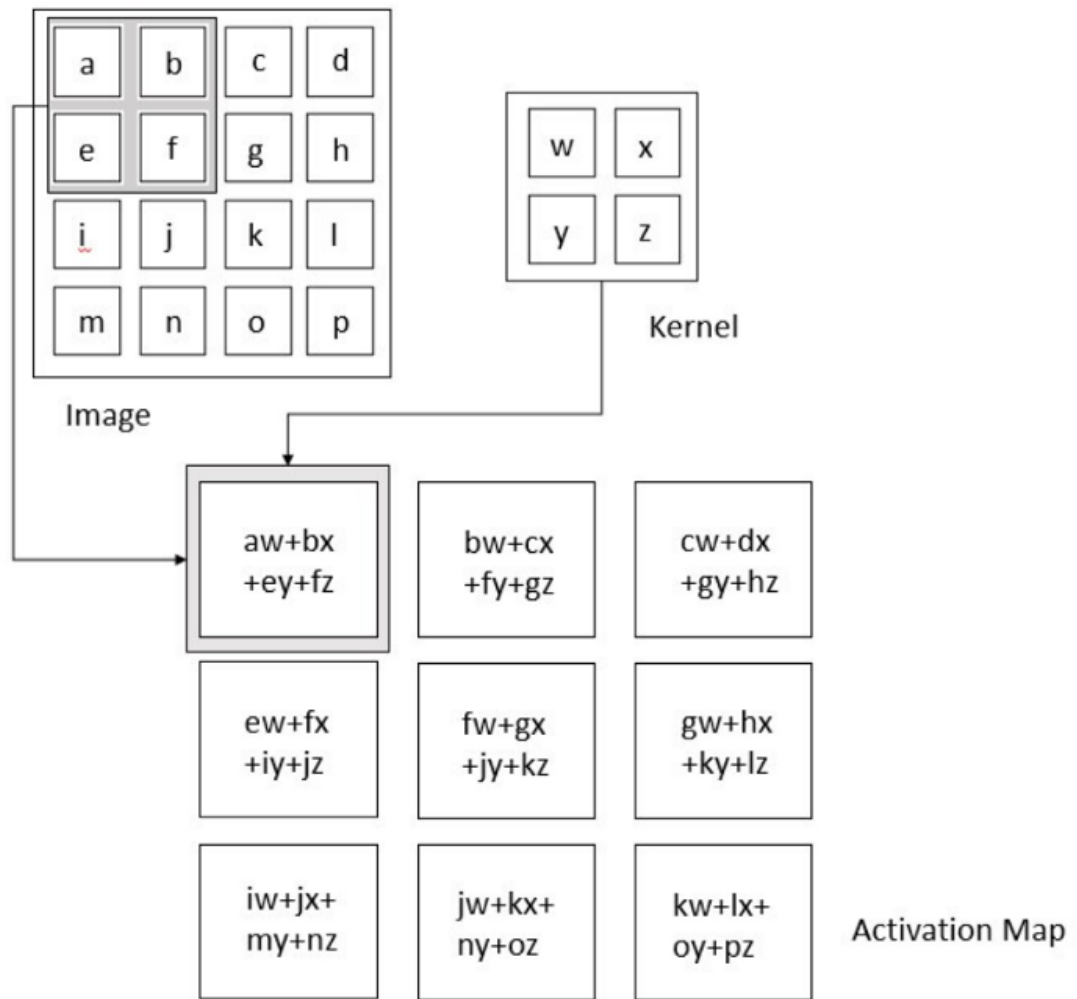 a b c d
e f g h
i j k l
m n o p
Image
w x
y z
Kernel
aw+bx
+ey+fz
bw+cx
+fy+gz
cw+dx
+gy+hz
ew+fx
+iy+jz
fw+gx
+jy+kz
gw+hx
+ky+lz
iw+jx+
my+nz
jw+kx+
ny+oz
kw+lx+
oy+pz
Activation Map